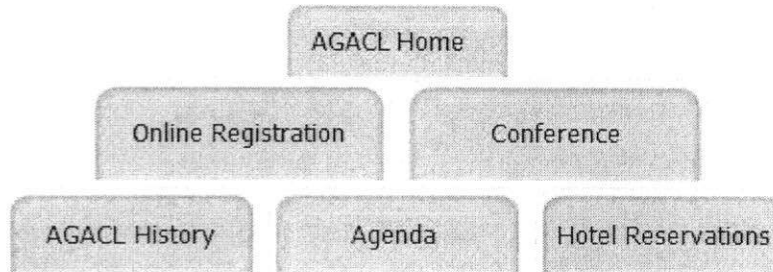 AGACL Home
Online Registration Conference
AGACL History Agenda Hotel Reservations